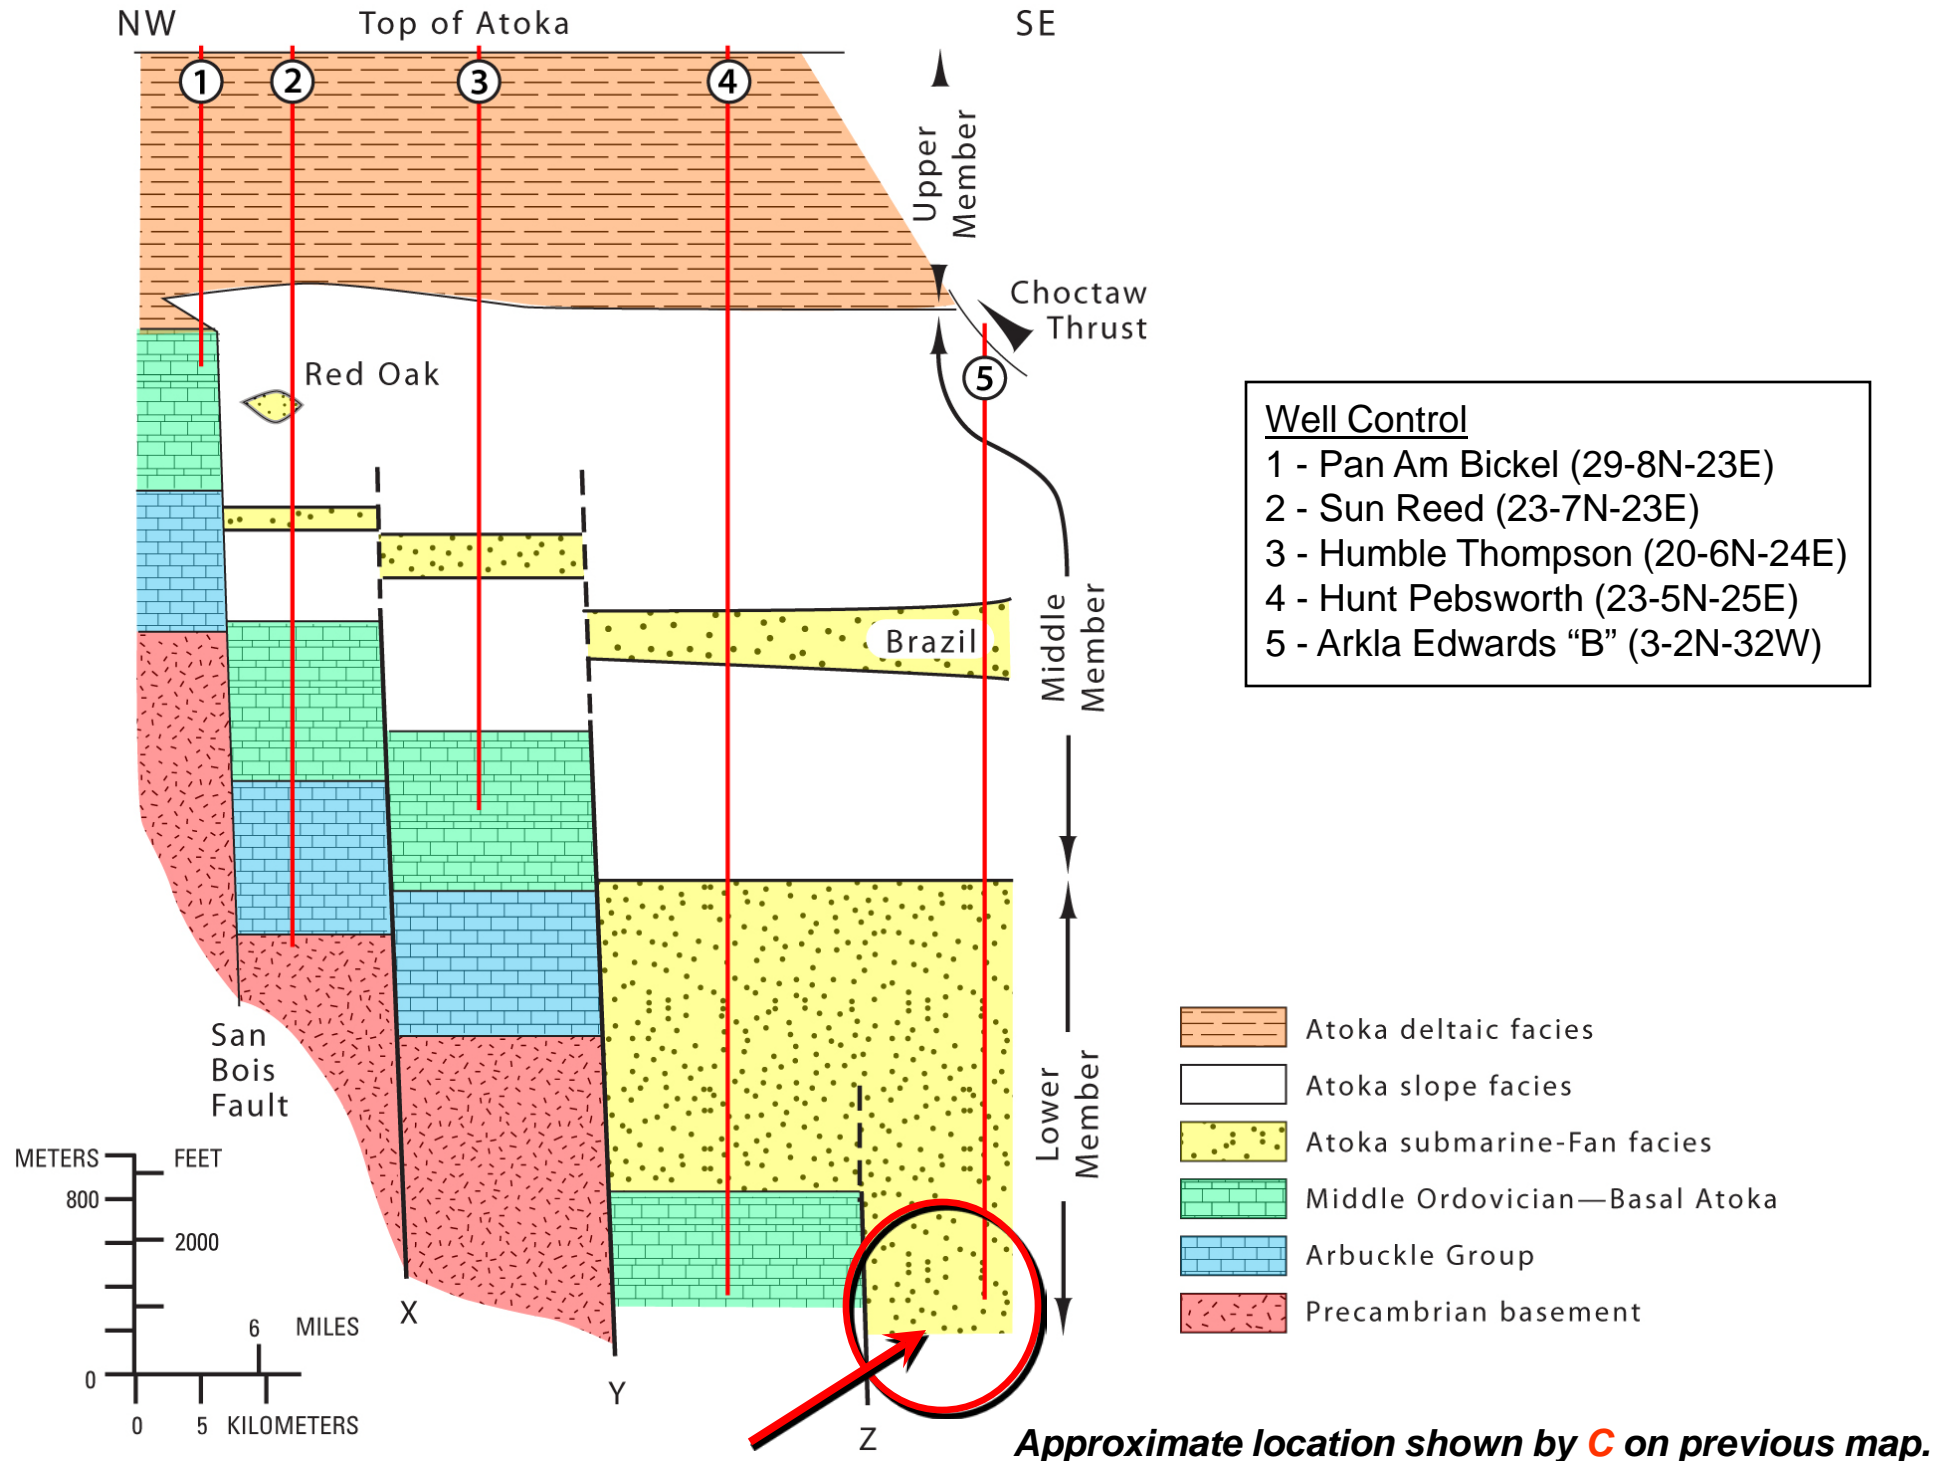 NW
Top of Atoka
SE
1
2
3
4
Upper
Member
Choctaw
Thrust
5
Red Oak
Well Control
1 - Pan Am Bickel (29-8N-23E)
2 - Sun Reed (23-7N-23E)
3 - Humble Thompson (20-6N-24E)
4 - Hunt Pebsworth (23-5N-25E)
5 - Arkla Edwards “B” (3-2N-32W)
Brazil
Middle
Member
San
Bois
Fault
Lower
Member
Atoka deltaic facies
Atoka slope facies
Atoka submarine-Fan facies
Middle Ordovician—Basal Atoka
Arbuckle Group
Precambrian basement
METERS
FEET
800
2000
0
6 MILES
0 5 KILOMETERS
X
Y
Z
Approximate location shown by C on previous map.